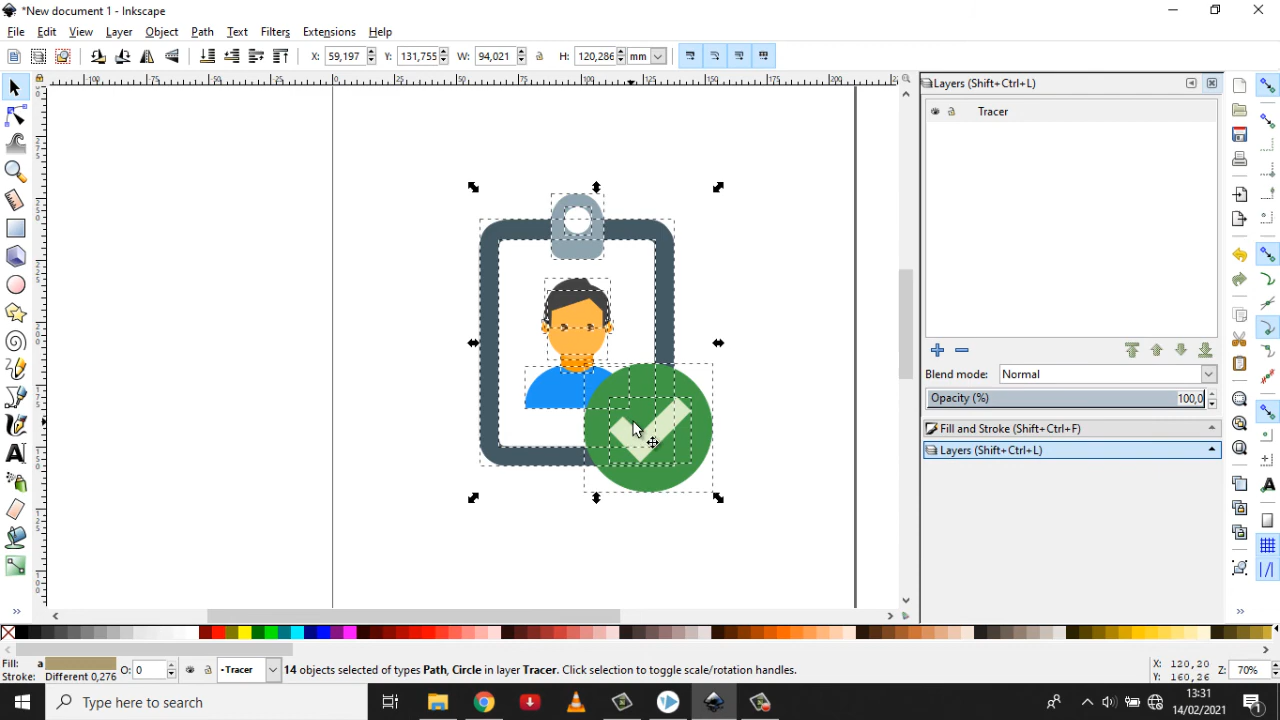 *New document 1 - Inkscape
File Edit View Layer Object Path Text Filters Extensions Help
X: 59,197 Y: 131,755 W: 94,021 H: 120,286 mm
Layers (Shift+Ctrl+L)
Tracer
Blend mode: Normal
Opacity (%) 100,0
Fill and Stroke (Shift+Ctrl+F)
Layers (Shift+Ctrl+L)
Fill: a O: 0 •Tracer 14 objects selected of types Path, Circle in layer Tracer. Click selection to toggle scale/rotation handles. X: 120,20 Z: 70%
Stroke: Different 0,276 Y: 160,26
Type here to search
13:31
14/02/2021